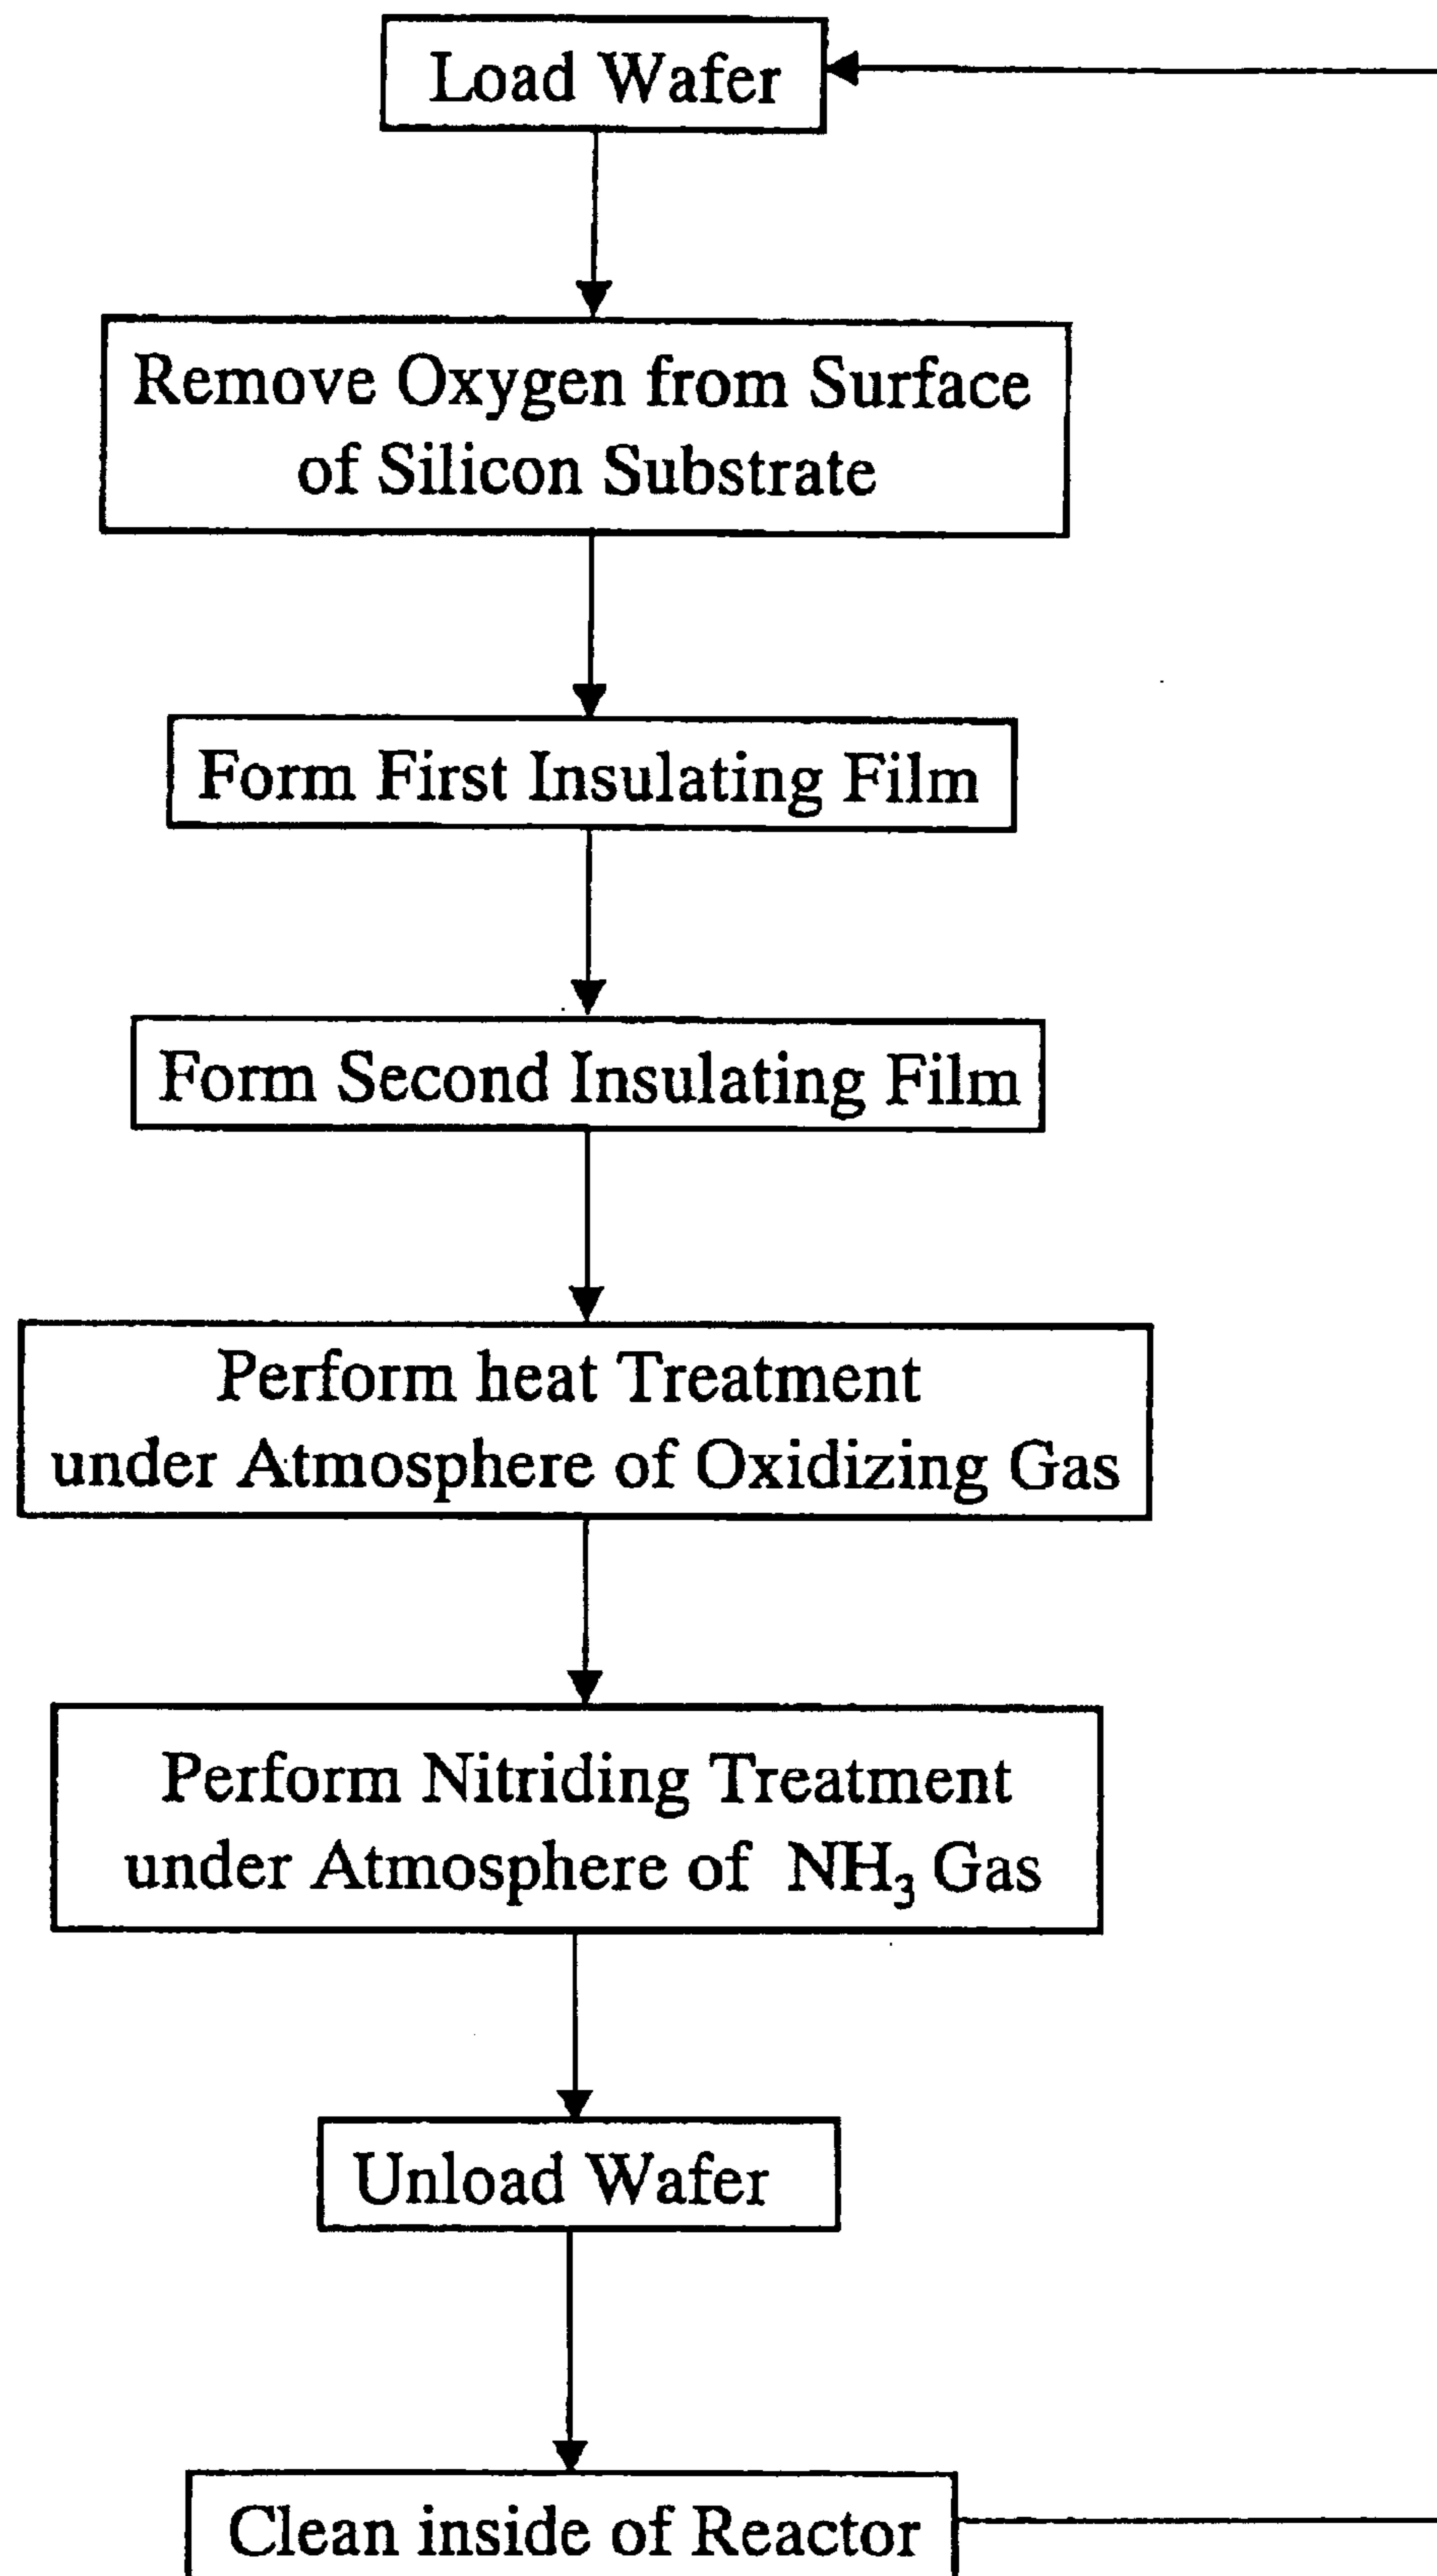 Load Wafer
Remove Oxygen from Surface
of Silicon Substrate
Form First Insulating Film
Form Second Insulating Film
Perform heat Treatment
under Atmosphere of Oxidizing Gas
Perform Nitriding Treatment
under Atmosphere of NH₃ Gas
Unload Wafer
Clean inside of Reactor